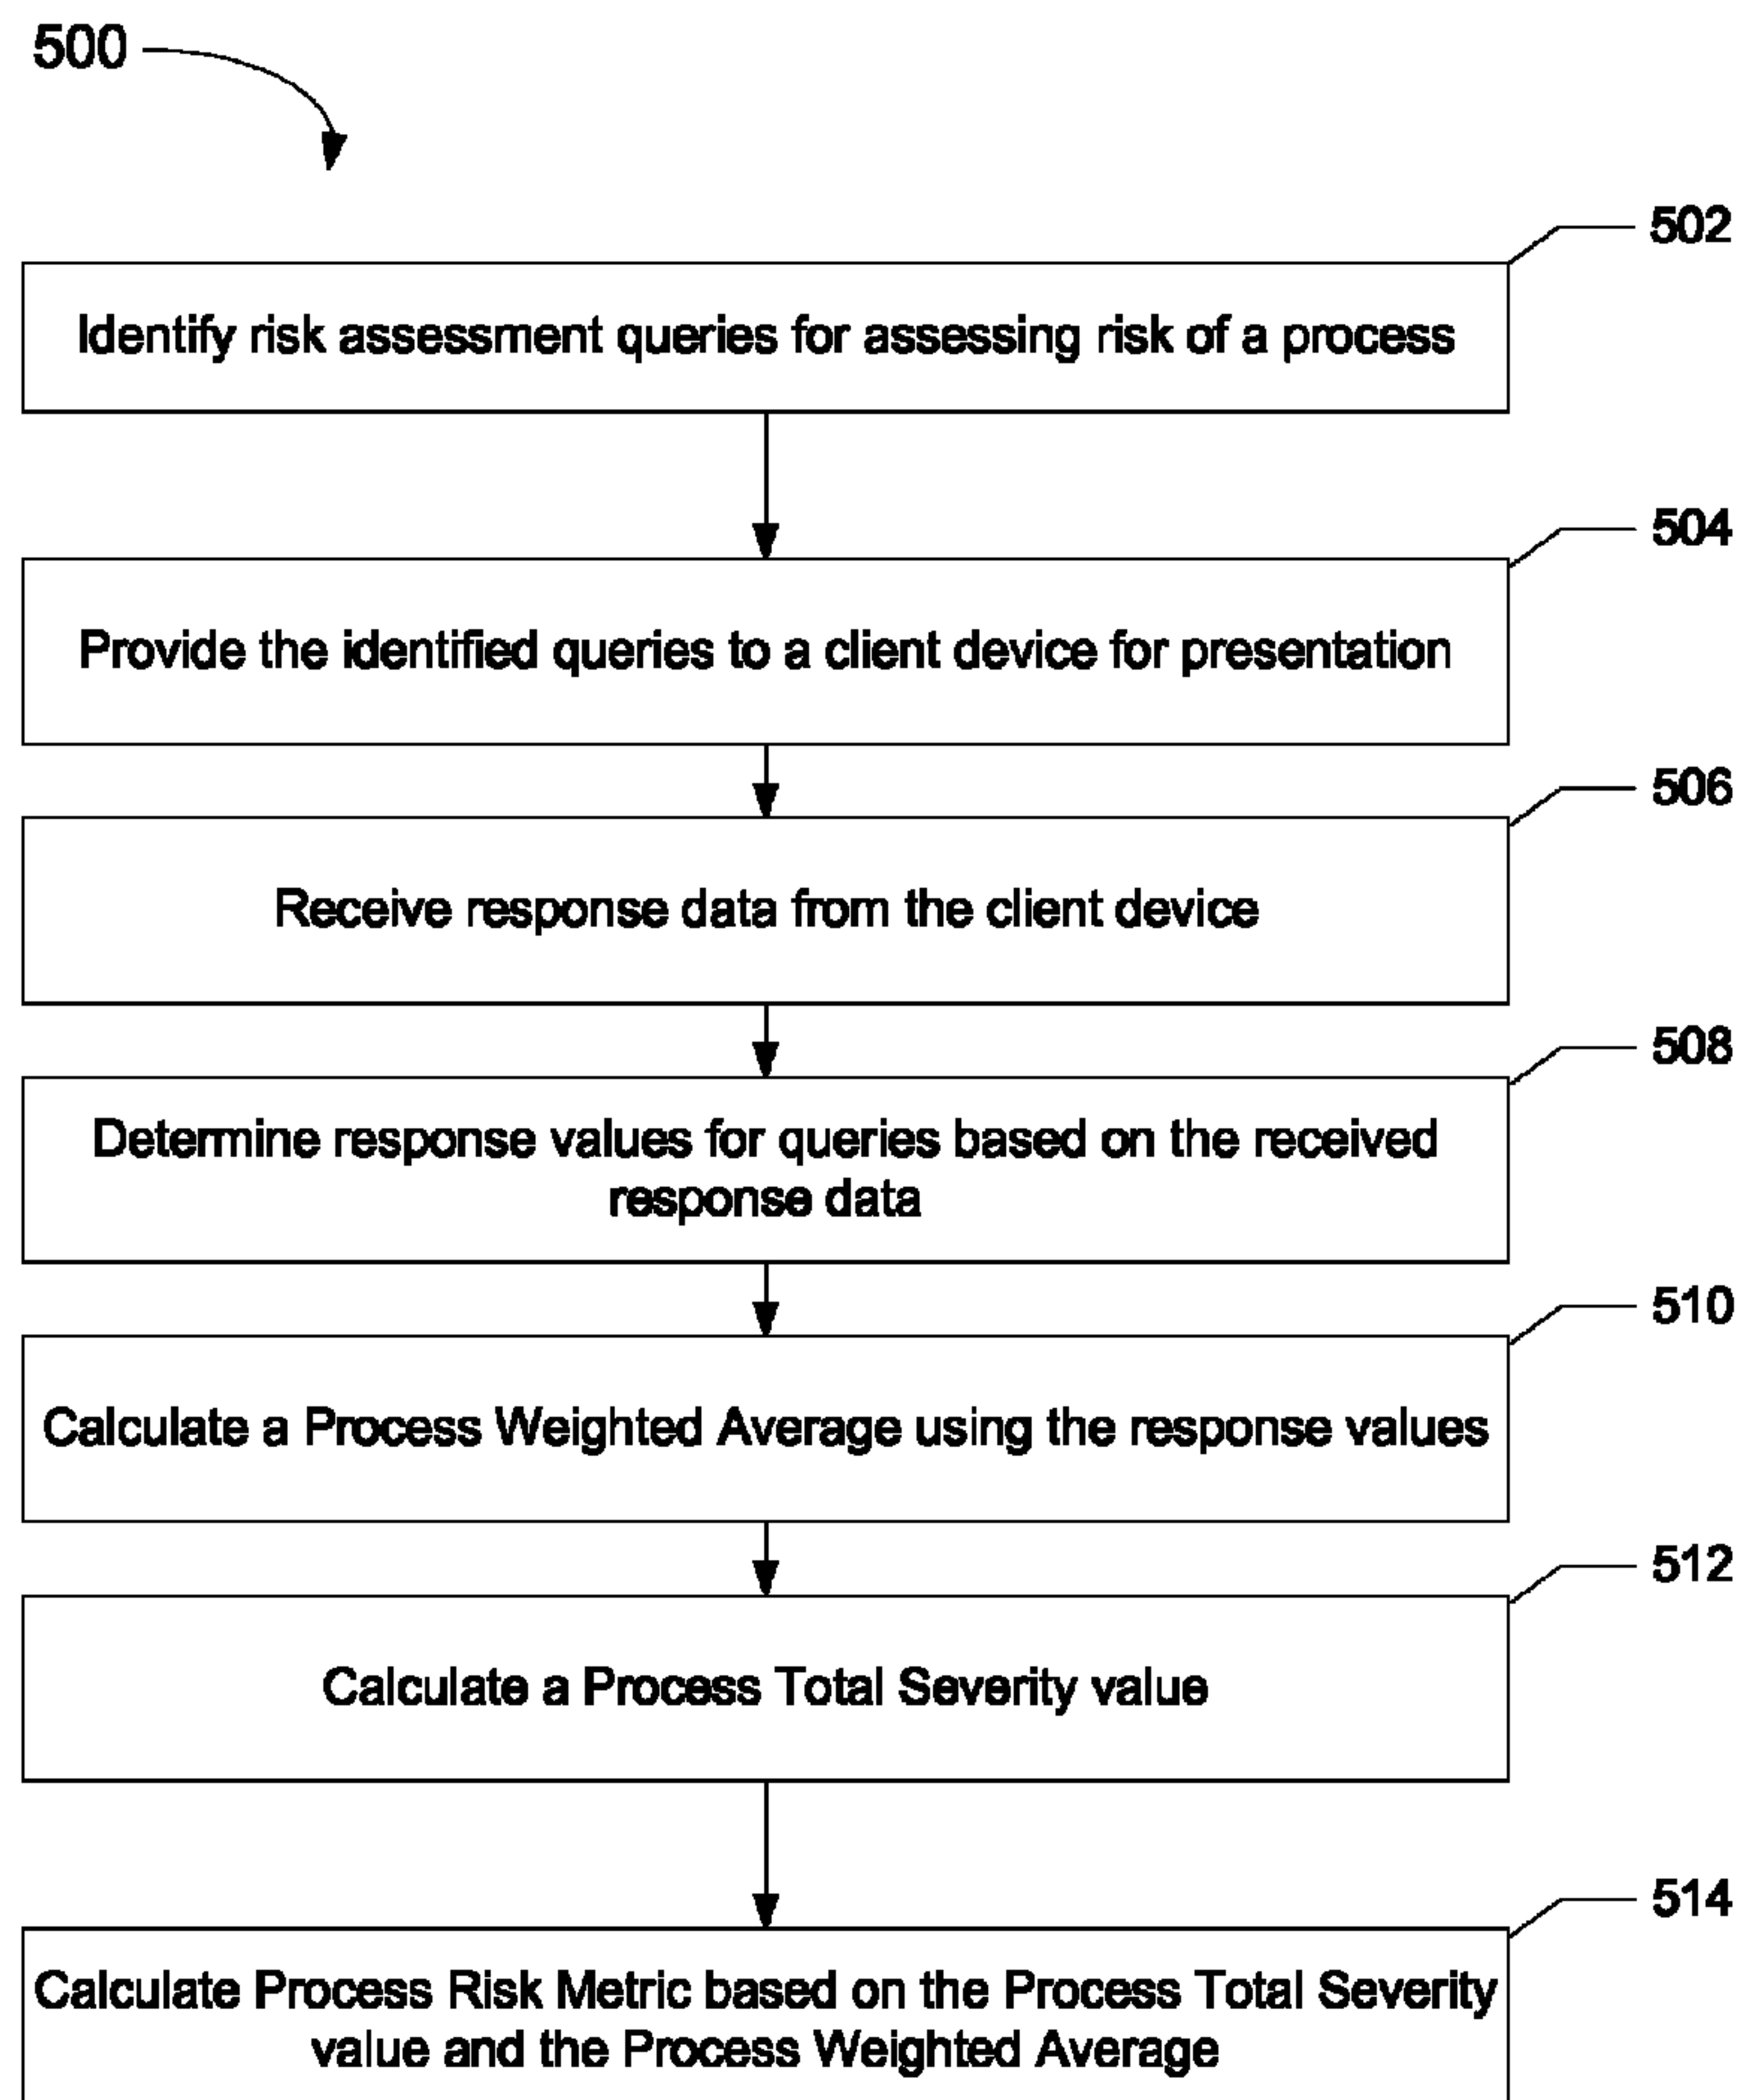 500
502
Identify risk assessment queries for assessing risk of a process
504
Provide the identified queries to a client device for presentation
506
Receive response data from the client device
508
Determine response values for queries based on the received
response data
510
Calculate a Process Weighted Average using the response values
512
Calculate a Process Total Severity value
514
Calculate Process Risk Metric based on the Process Total Severity
value and the Process Weighted Average